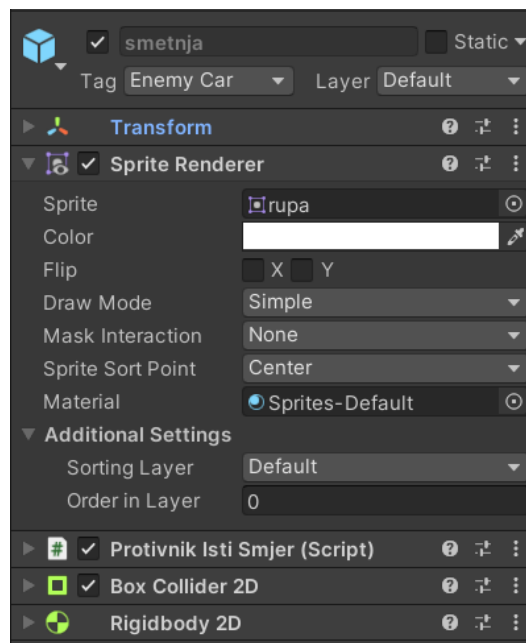 smetnja Static
Tag Enemy Car Layer Default
Transform
Sprite Renderer
Sprite rupa
Color
Flip X Y
Draw Mode Simple
Mask Interaction None
Sprite Sort Point Center
Material Sprites-Default
Additional Settings
Sorting Layer Default
Order in Layer 0
# Protivnik Isti Smjer (Script)
Box Collider 2D
Rigidbody 2D